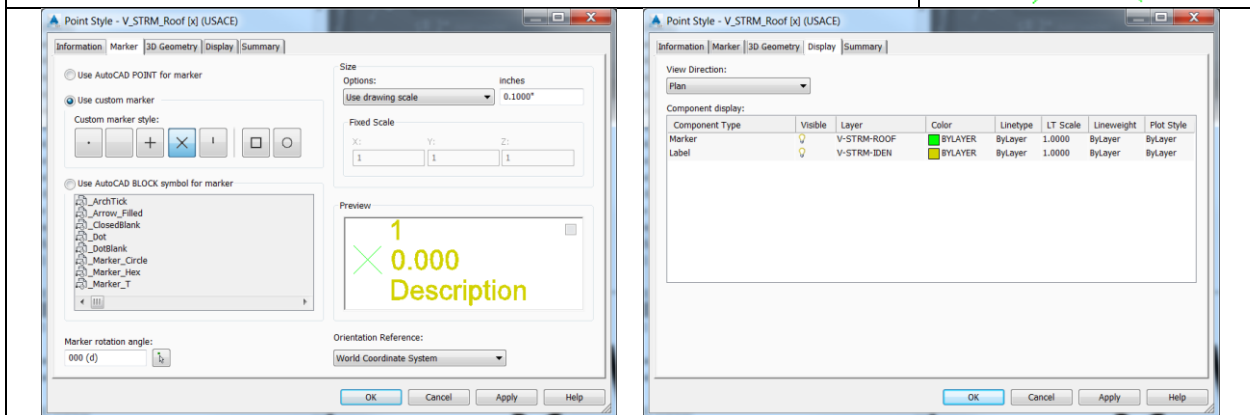 Point Style - V_STRM_Roof [x] (USACE)
Information Marker 3D Geometry Display Summary
Use AutoCAD POINT for marker
Use custom marker
Custom marker style:
Use AutoCAD BLOCK symbol for marker
_ArchTick
_Arrow_Filled
_ClosedBlank
_Dot
_DotBlank
_Marker_Circle
_Marker_Hex
_Marker_T
Marker rotation angle:
000 (d)
Size
Options: inches
Use drawing scale 0.1000"
Fixed Scale
X: Y: Z:
1 1 1
Preview
1
0.000
Description
Orientation Reference:
World Coordinate System
OK Cancel Apply Help
Point Style - V_STRM_Roof [x] (USACE)
Information Marker 3D Geometry Display Summary
View Direction:
Plan
Component display:
Component Type Visible Layer Color Linetype LT Scale Lineweight Plot Style
Marker V-STRM-ROOF BYLAYER ByLayer 1.0000 ByLayer ByLayer
Label V-STRM-IDEN BYLAYER ByLayer 1.0000 ByLayer ByLayer
OK Cancel Apply Help